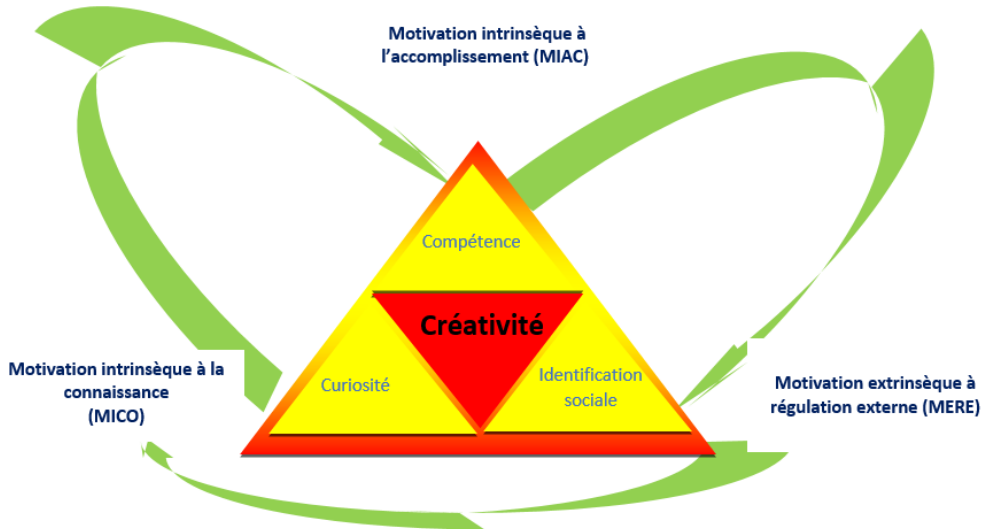 Motivation intrinsèque à
l'accomplissement (MIAC)
Compétence
Créativité
Curiosité
Identification
sociale
Motivation intrinsèque à la
connaissance
(MICO)
Motivation extrinsèque à
régulation externe (MERE)